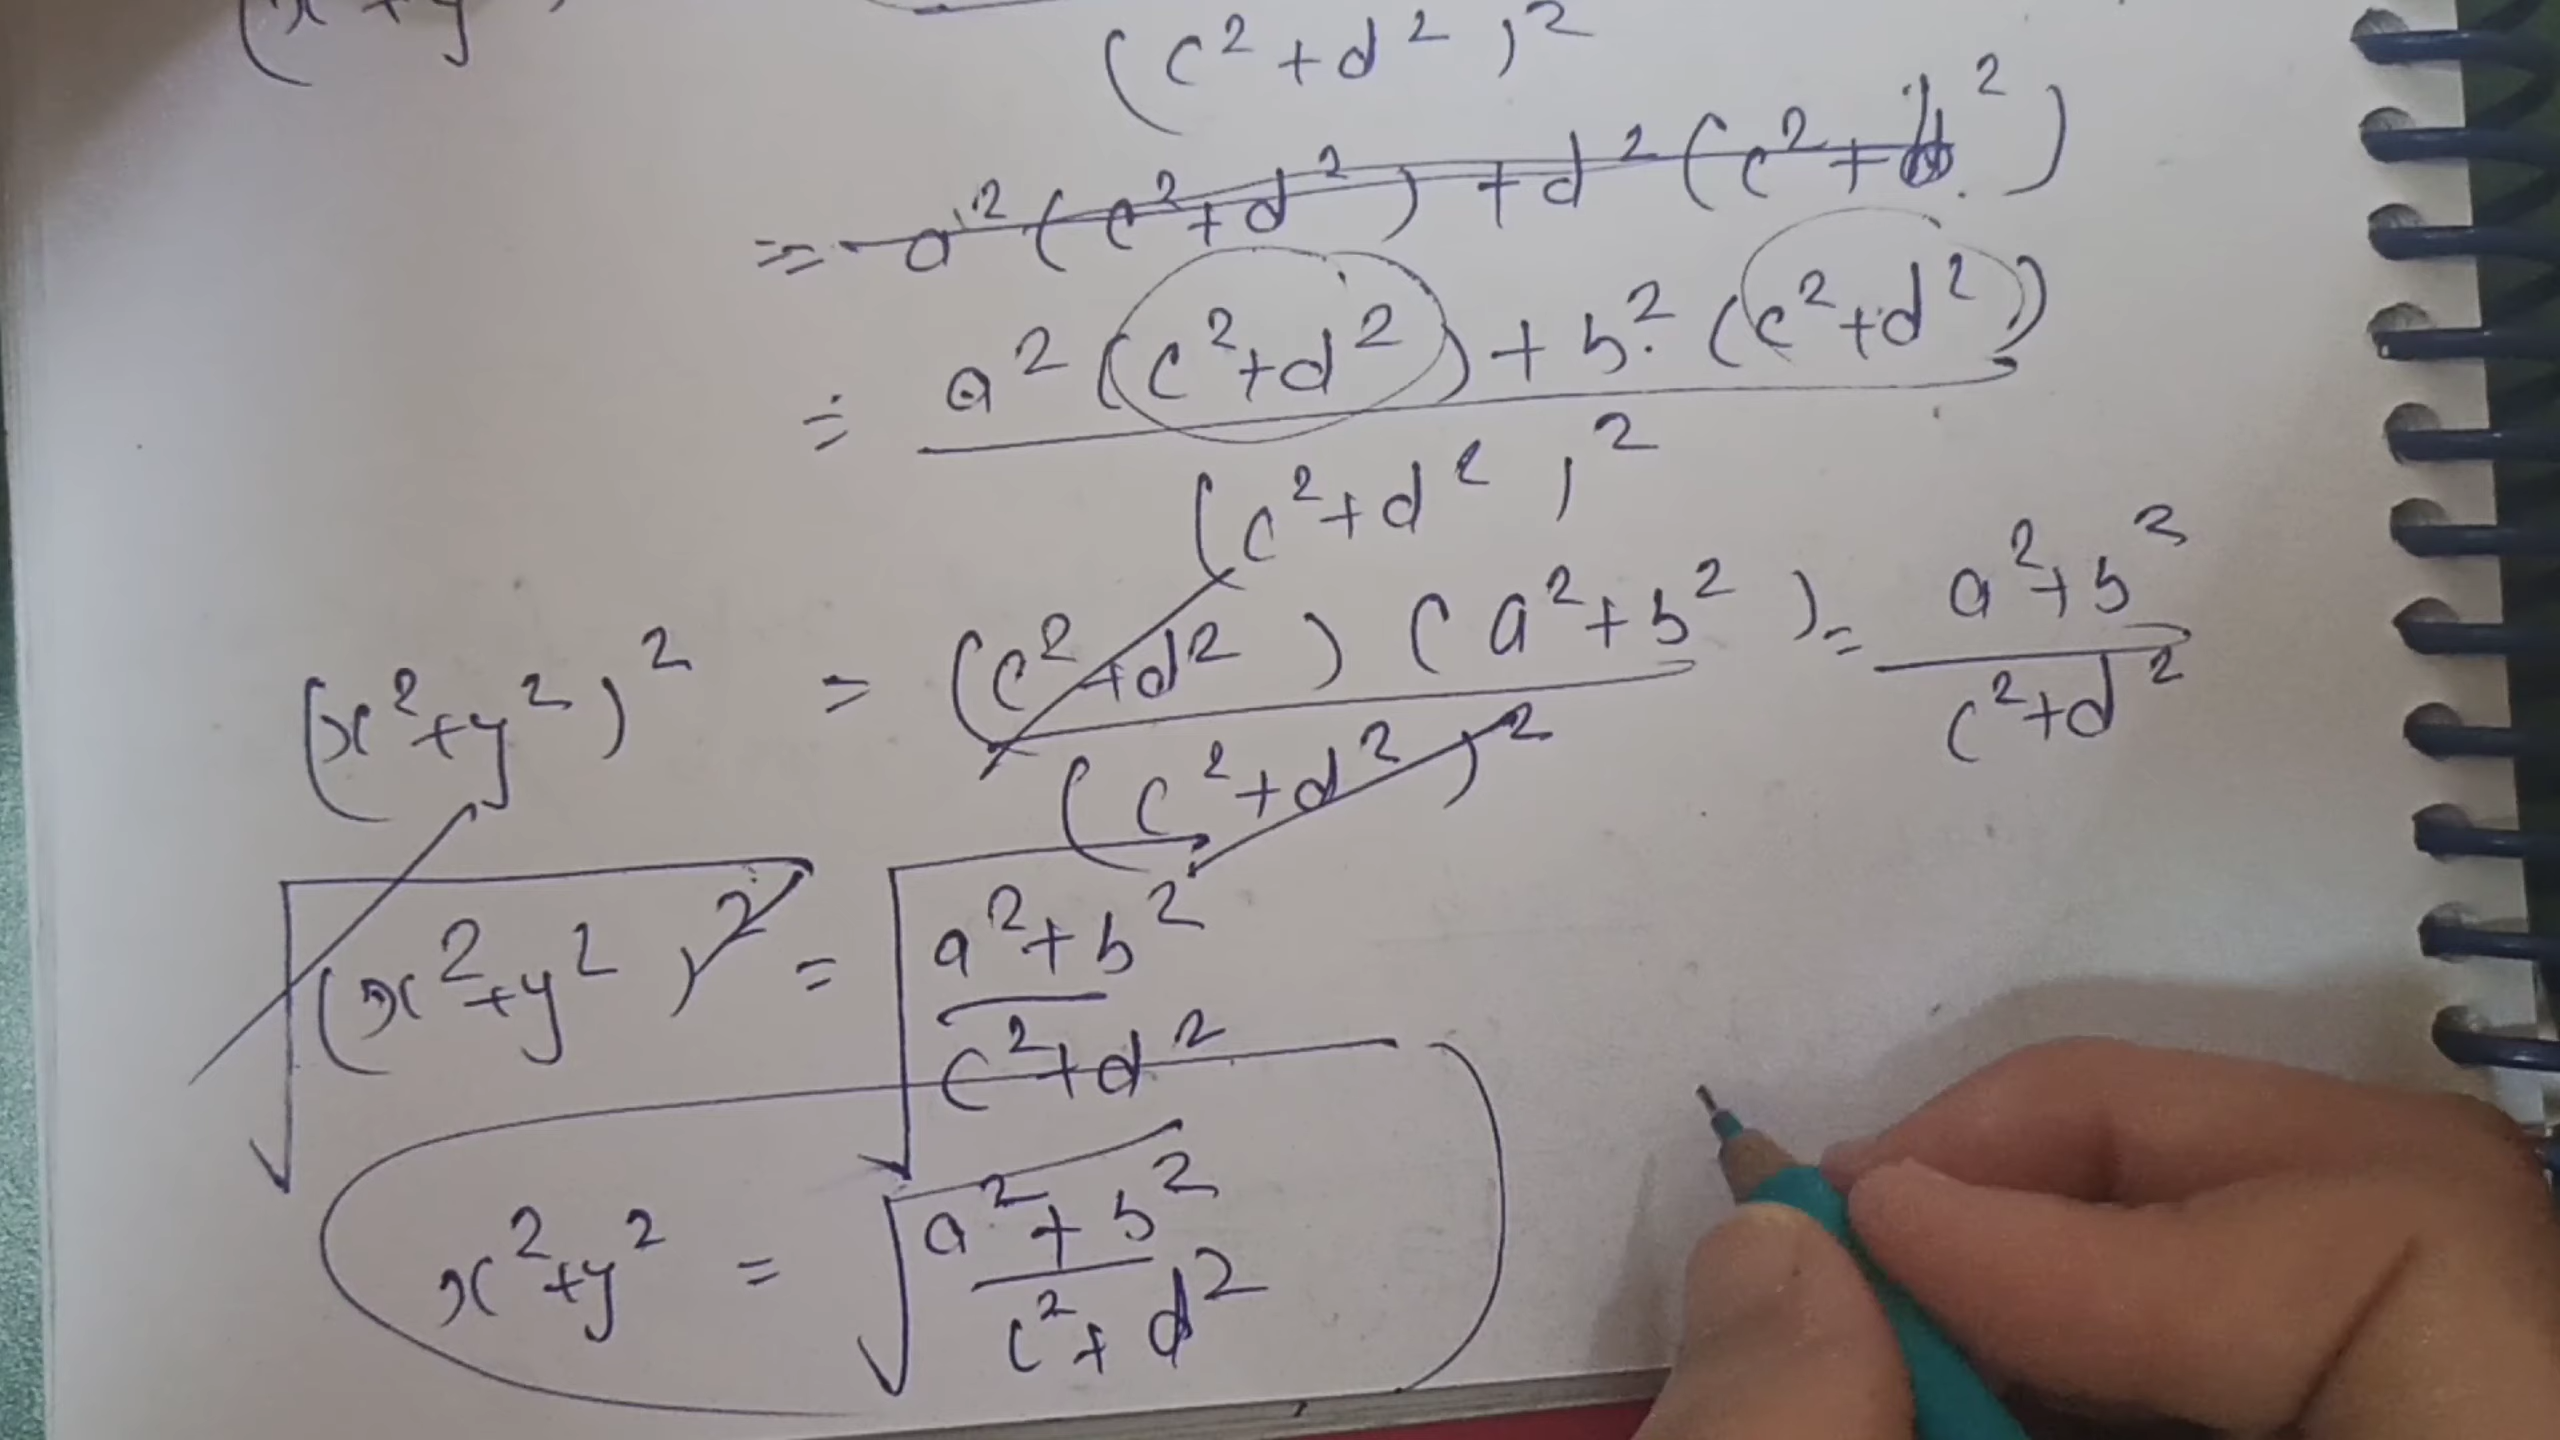 (x + y
(c² + d²)²
= a²(c² + d²) + d²(c² + b²)
= a²(c² + d²) + b²(c² + d²)
(c² + d²)²
(x² + y²)² = (c² + d²)(a² + b²) = a² + b²
(c² + d²)² c² + d²
√(x² + y²)² = √a² + b²
c² + d²
x² + y² = √a² + b²
c² + d²